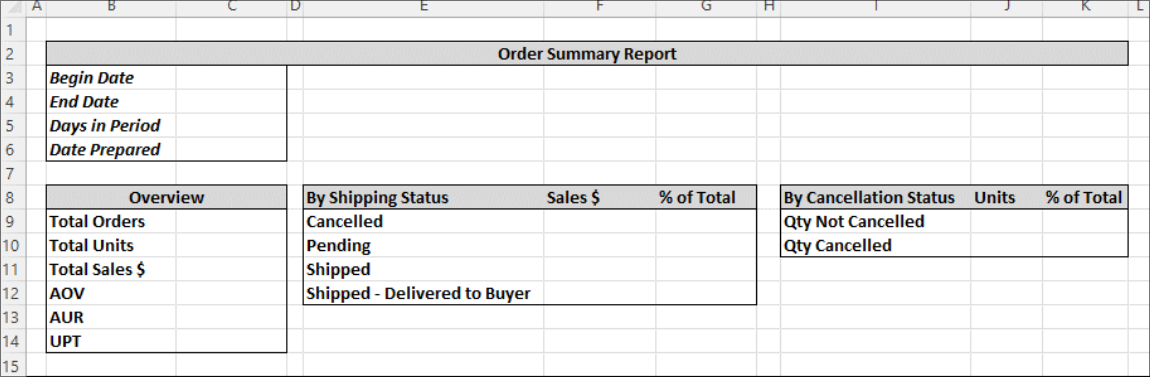 A B C D E F G H I J K L
1
2 Order Summary Report
3 Begin Date
4 End Date
5 Days in Period
6 Date Prepared
7
8 Overview By Shipping Status Sales $ % of Total By Cancellation Status Units % of Total
9 Total Orders Cancelled Qty Not Cancelled
10 Total Units Pending Qty Cancelled
11 Total Sales $ Shipped
12 AOV Shipped - Delivered to Buyer
13 AUR
14 UPT
15